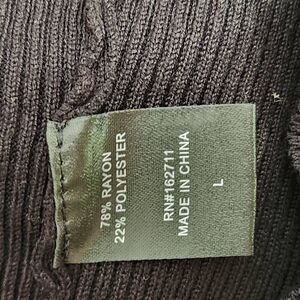 78% RAYON
22% POLYESTER
RN#162711
MADE IN CHINA
L